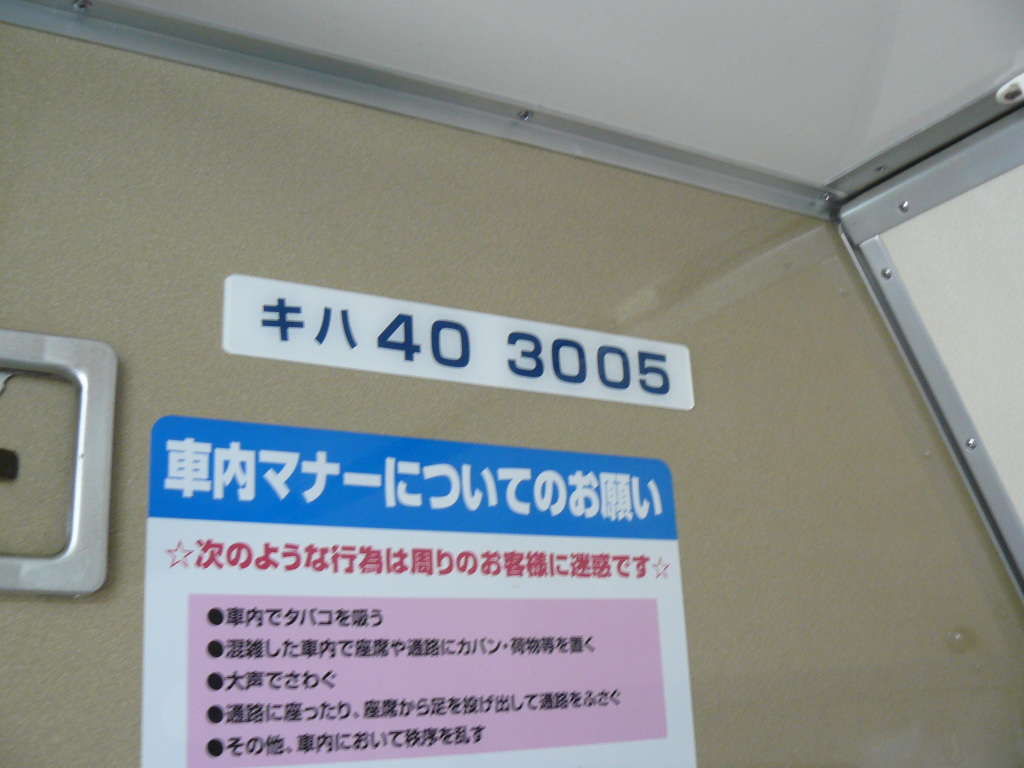 キハ 40 3005
車内マナーについてのお願い
☆次のような行為は周りのお客様に迷惑です☆
●車内でタバコを吸う
●混雑した車内で座席や通路にカバン・荷物等を置く
●大声でさわぐ
●通路に座ったり、座席から足を投げ出して通路をふさぐ
●その他、車内において秩序を乱す